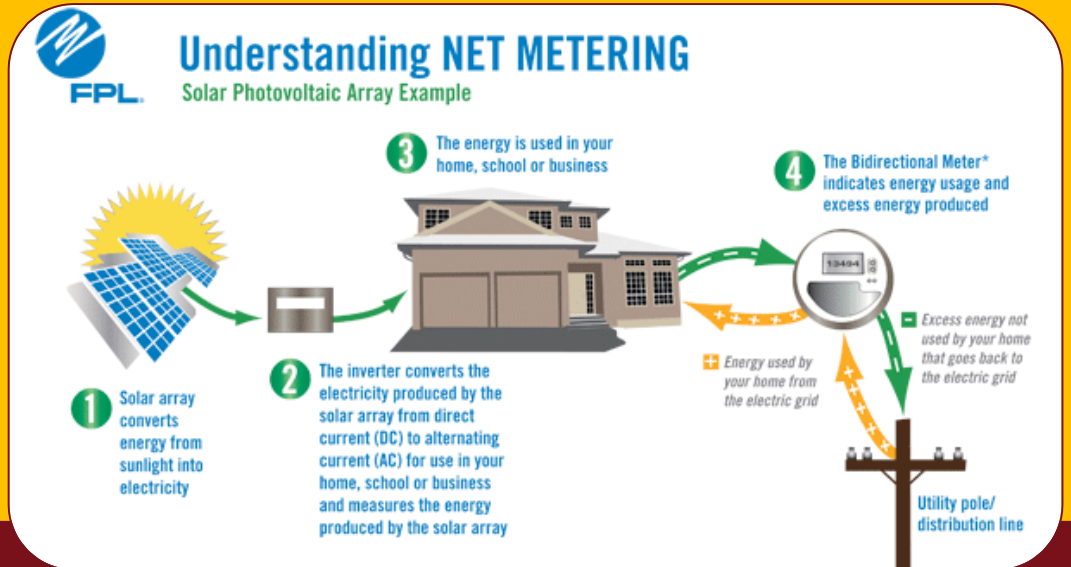 FPL.
Understanding NET METERING
Solar Photovoltaic Array Example
1
Solar array
converts
energy from
sunlight into
electricity
2
The inverter converts the
electricity produced by the
solar array from direct
current (DC) to alternating
current (AC) for use in your
home, school or business
and measures the energy
produced by the solar array
3
The energy is used in your
home, school or business
4
The Bidirectional Meter*
indicates energy usage and
excess energy produced
13494
+ Energy used by
your home from
the electric grid
- Excess energy not
used by your home
that goes back to
the electric grid
Utility pole/
distribution line